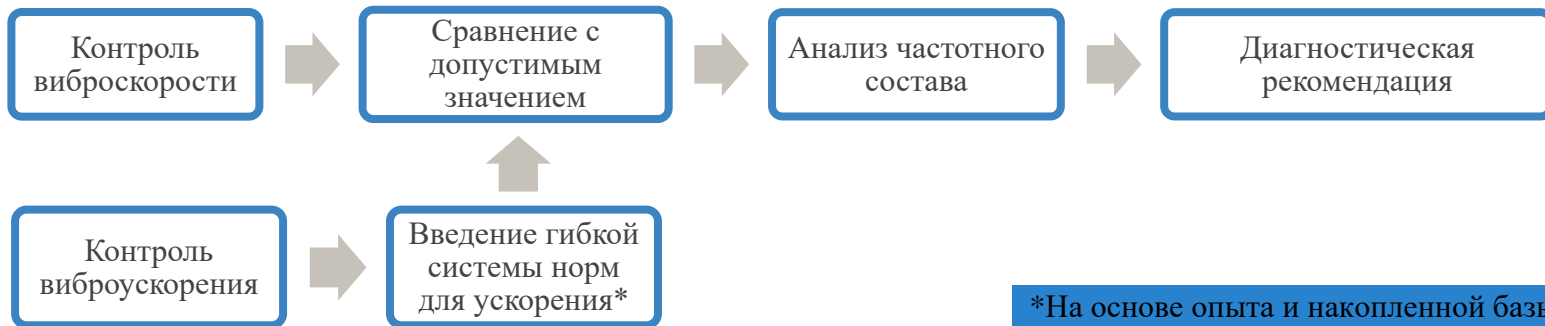 Контроль
виброскорости
Сравнение с
допустимым
значением
Анализ частотного
состава
Диагностическая
рекомендация
Контроль
виброускорения
Введение гибкой
системы норм
для ускорения*
*На основе опыта и накопленной